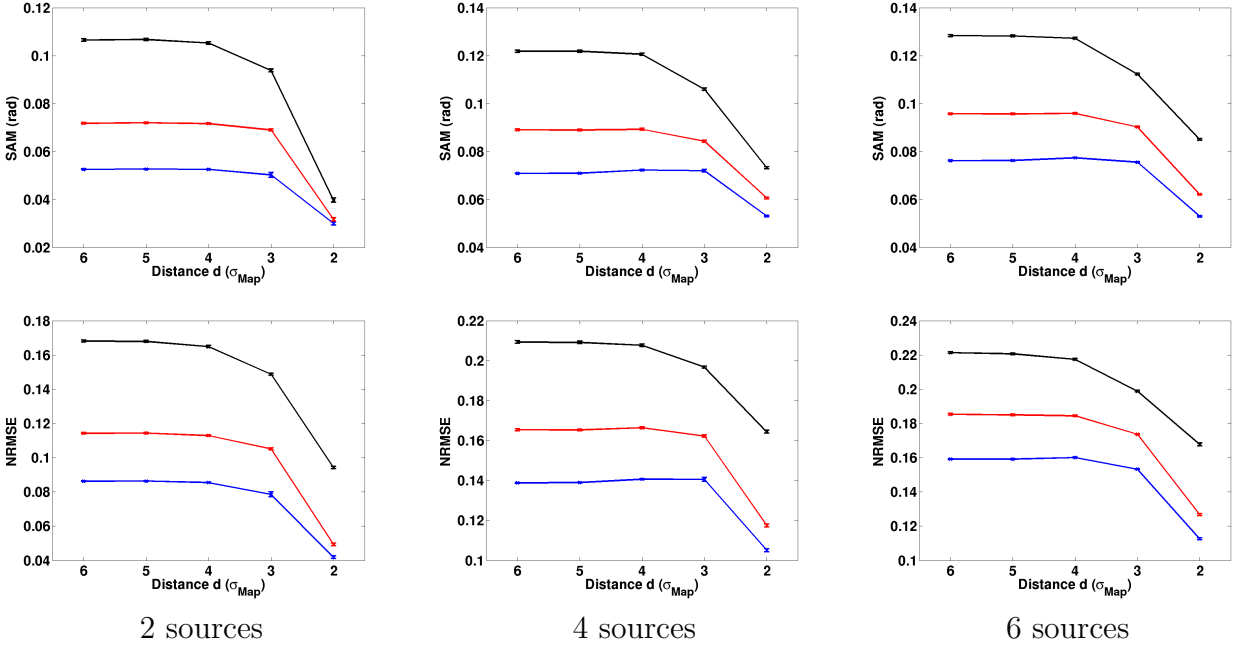 0.12
0.1
0.08
0.06
0.04
0.02
SAM (rad)
6 5 4 3 2
Distance d (σMap)
0.14
0.12
0.1
0.08
0.06
0.04
SAM (rad)
6 5 4 3 2
Distance d (σMap)
0.14
0.12
0.1
0.08
0.06
0.04
SAM (rad)
6 5 4 3 2
Distance d (σMap)
0.18
0.16
0.14
0.12
0.1
0.08
0.06
0.04
NRMSE
6 5 4 3 2
Distance d (σMap)
2 sources
0.22
0.2
0.18
0.16
0.14
0.12
0.1
NRMSE
6 5 4 3 2
Distance d (σMap)
4 sources
0.24
0.22
0.2
0.18
0.16
0.14
0.12
0.1
NRMSE
6 5 4 3 2
Distance d (σMap)
6 sources